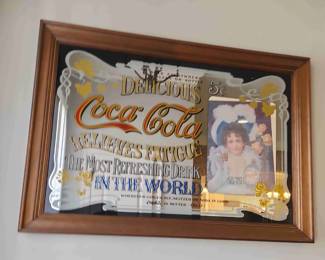 DELICIOUS
5¢
Coca-Cola
RELIEVES FATIGUE
THE MOST REFRESHING DRINK
IN THE WORLD